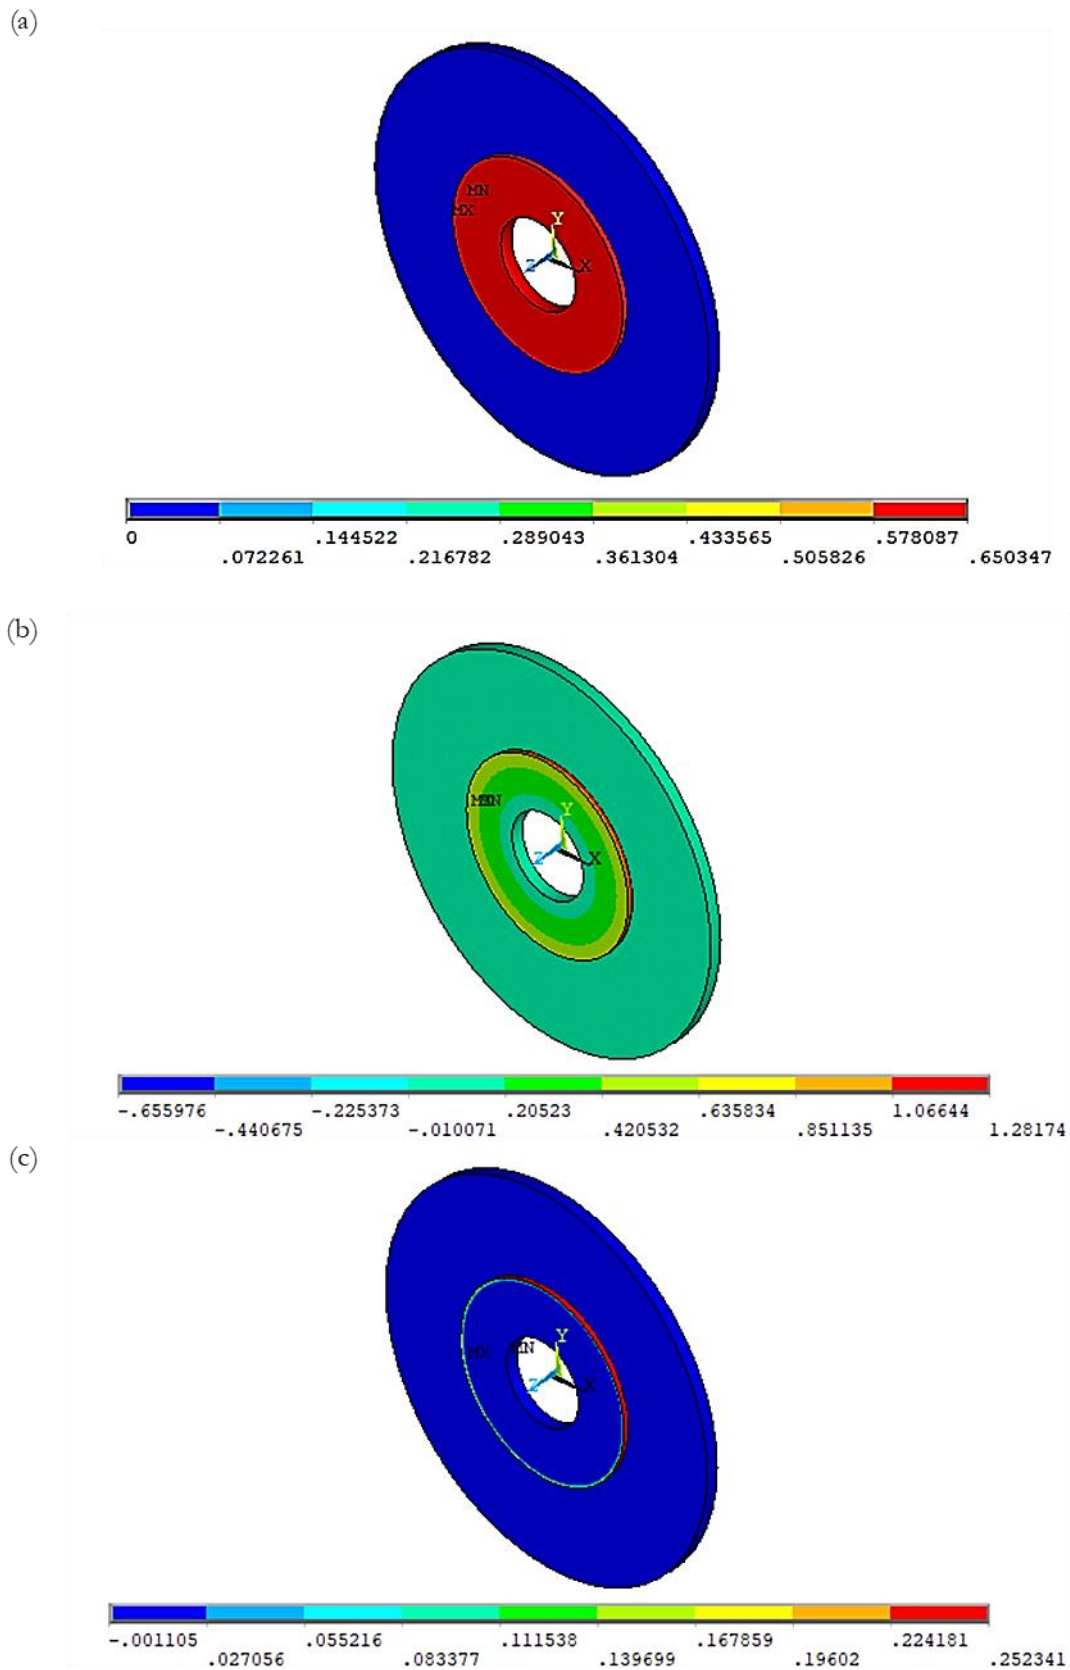 (a)
MN
MX
Y
Z X
0 .144522 .289043 .433565 .578087
.072261 .216782 .361304 .505826 .650347
(b)
Y
Z X
-.655976 -.225373 .20523 .635834 1.06644
-.440675 -.010071 .420532 .851135 1.28174
(c)
Y
MX MN
Z X
-.001105 .055216 .111538 .167859 .224181
.027056 .083377 .139699 .19602 .252341